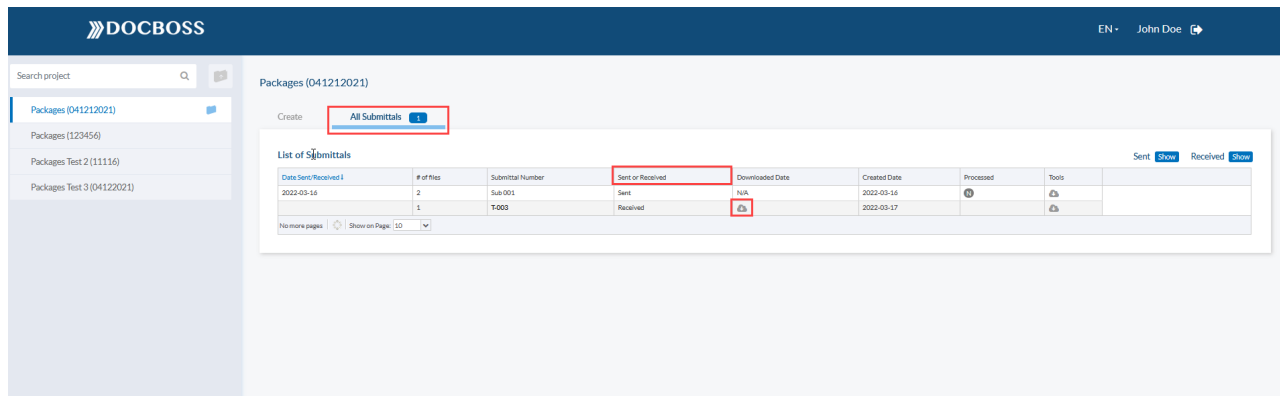 DOCBOSS
EN
John Doe
Search project
Packages (041212021)
Packages (123456)
Packages Test 2 (11116)
Packages Test 3 (04122021)
Packages (041212021)
Create
All Submittals 1
List of Submittals
Sent Show Received Show
Date Sent/Received # of files Submittal Number Sent or Received Downloaded Date Created Date Processed Tools
2022-03-16 2 Sub 001 Sent N/A 2022-03-16 N
1 T-003 Received 2022-03-17
No more pages Show on Page: 10